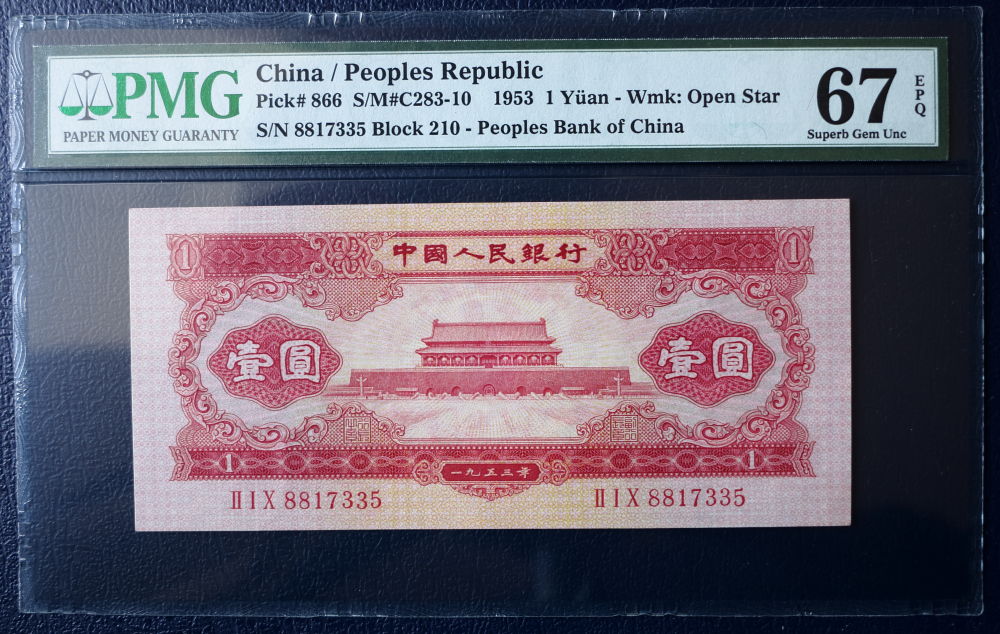 PMG
PAPER MONEY GUARANTY
China / Peoples Republic
Pick# 866 S/M#C283-10 1953 1 Yüan - Wmk: Open Star
S/N 8817335 Block 210 - Peoples Bank of China
67
EPQ
Superb Gem Unc
中國人民銀行
1 1
壹圓 壹圓
1 1
一九五三年
II I X 8817335 II I X 8817335